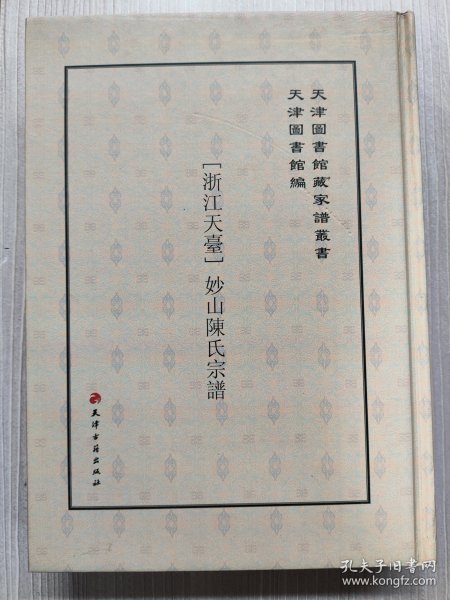 天津圖書館藏家譜叢書
天津圖書館編
［浙江天臺］妙山陳氏宗譜
天津古籍出版社
孔夫子旧书网
www.kongfz.com